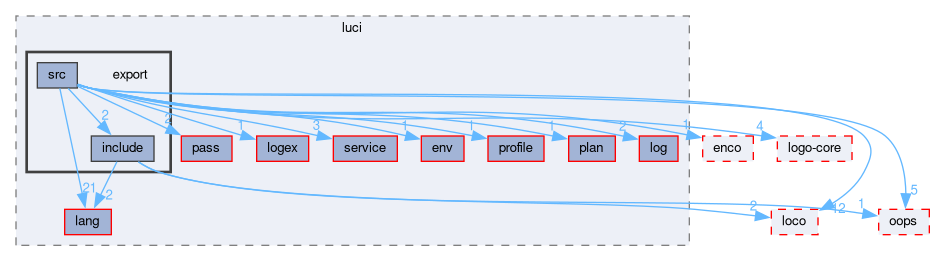 luci
src
export
2
2
1
3
1
1
1
2
1
4
include
pass
logex
service
env
profile
plan
log
enco
logo-core
21
2
2
12
1
5
lang
loco
oops